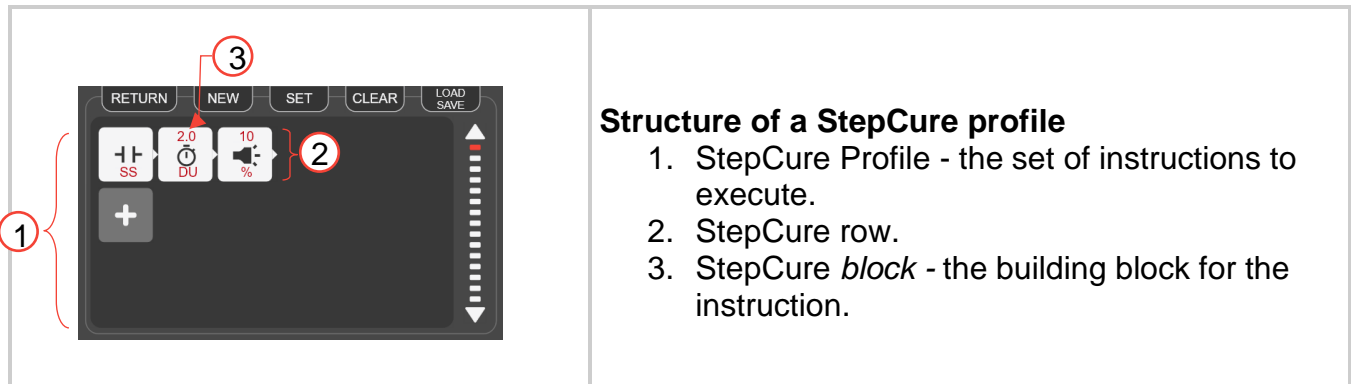 3
RETURN NEW SET CLEAR LOAD SAVE
2.0 10
SS DU %
2
1
Structure of a StepCure profile
1. StepCure Profile - the set of instructions to
execute.
2. StepCure row.
3. StepCure block - the building block for the
instruction.